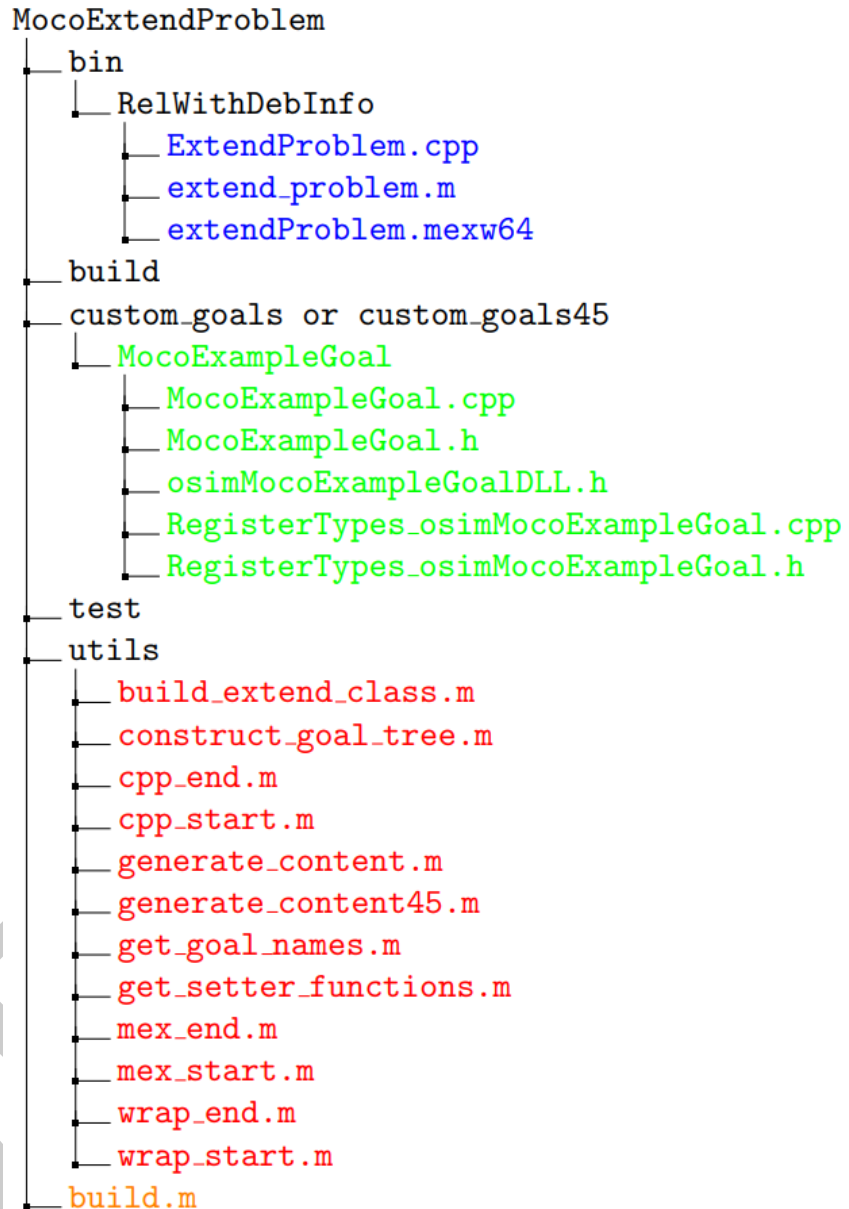 MocoExtendProblem
bin
RelWithDebInfo
ExtendProblem.cpp
extend_problem.m
extendProblem.mexw64
build
custom_goals or custom_goals45
MocoExampleGoal
MocoExampleGoal.cpp
MocoExampleGoal.h
osimMocoExampleGoalDLL.h
RegisterTypes_osimMocoExampleGoal.cpp
RegisterTypes_osimMocoExampleGoal.h
test
utils
build_extend_class.m
construct_goal_tree.m
cpp_end.m
cpp_start.m
generate_content.m
generate_content45.m
get_goal_names.m
get_setter_functions.m
mex_end.m
mex_start.m
wrap_end.m
wrap_start.m
build.m